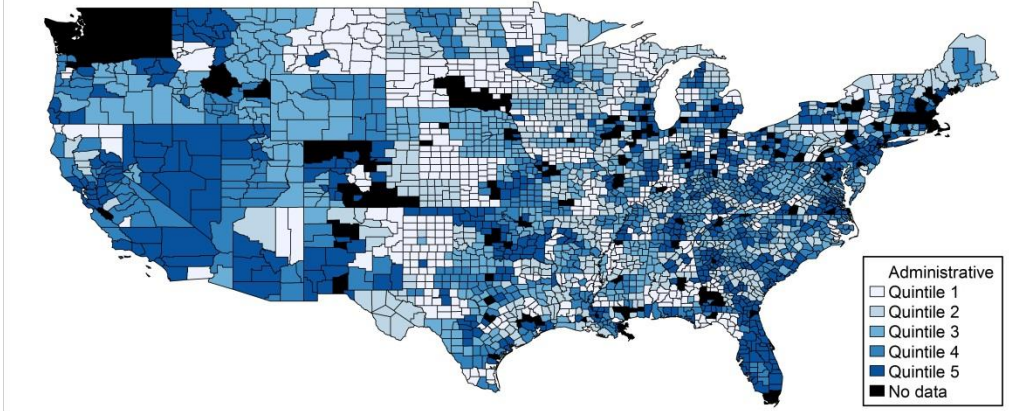 Administrative
Quintile 1
Quintile 2
Quintile 3
Quintile 4
Quintile 5
No data